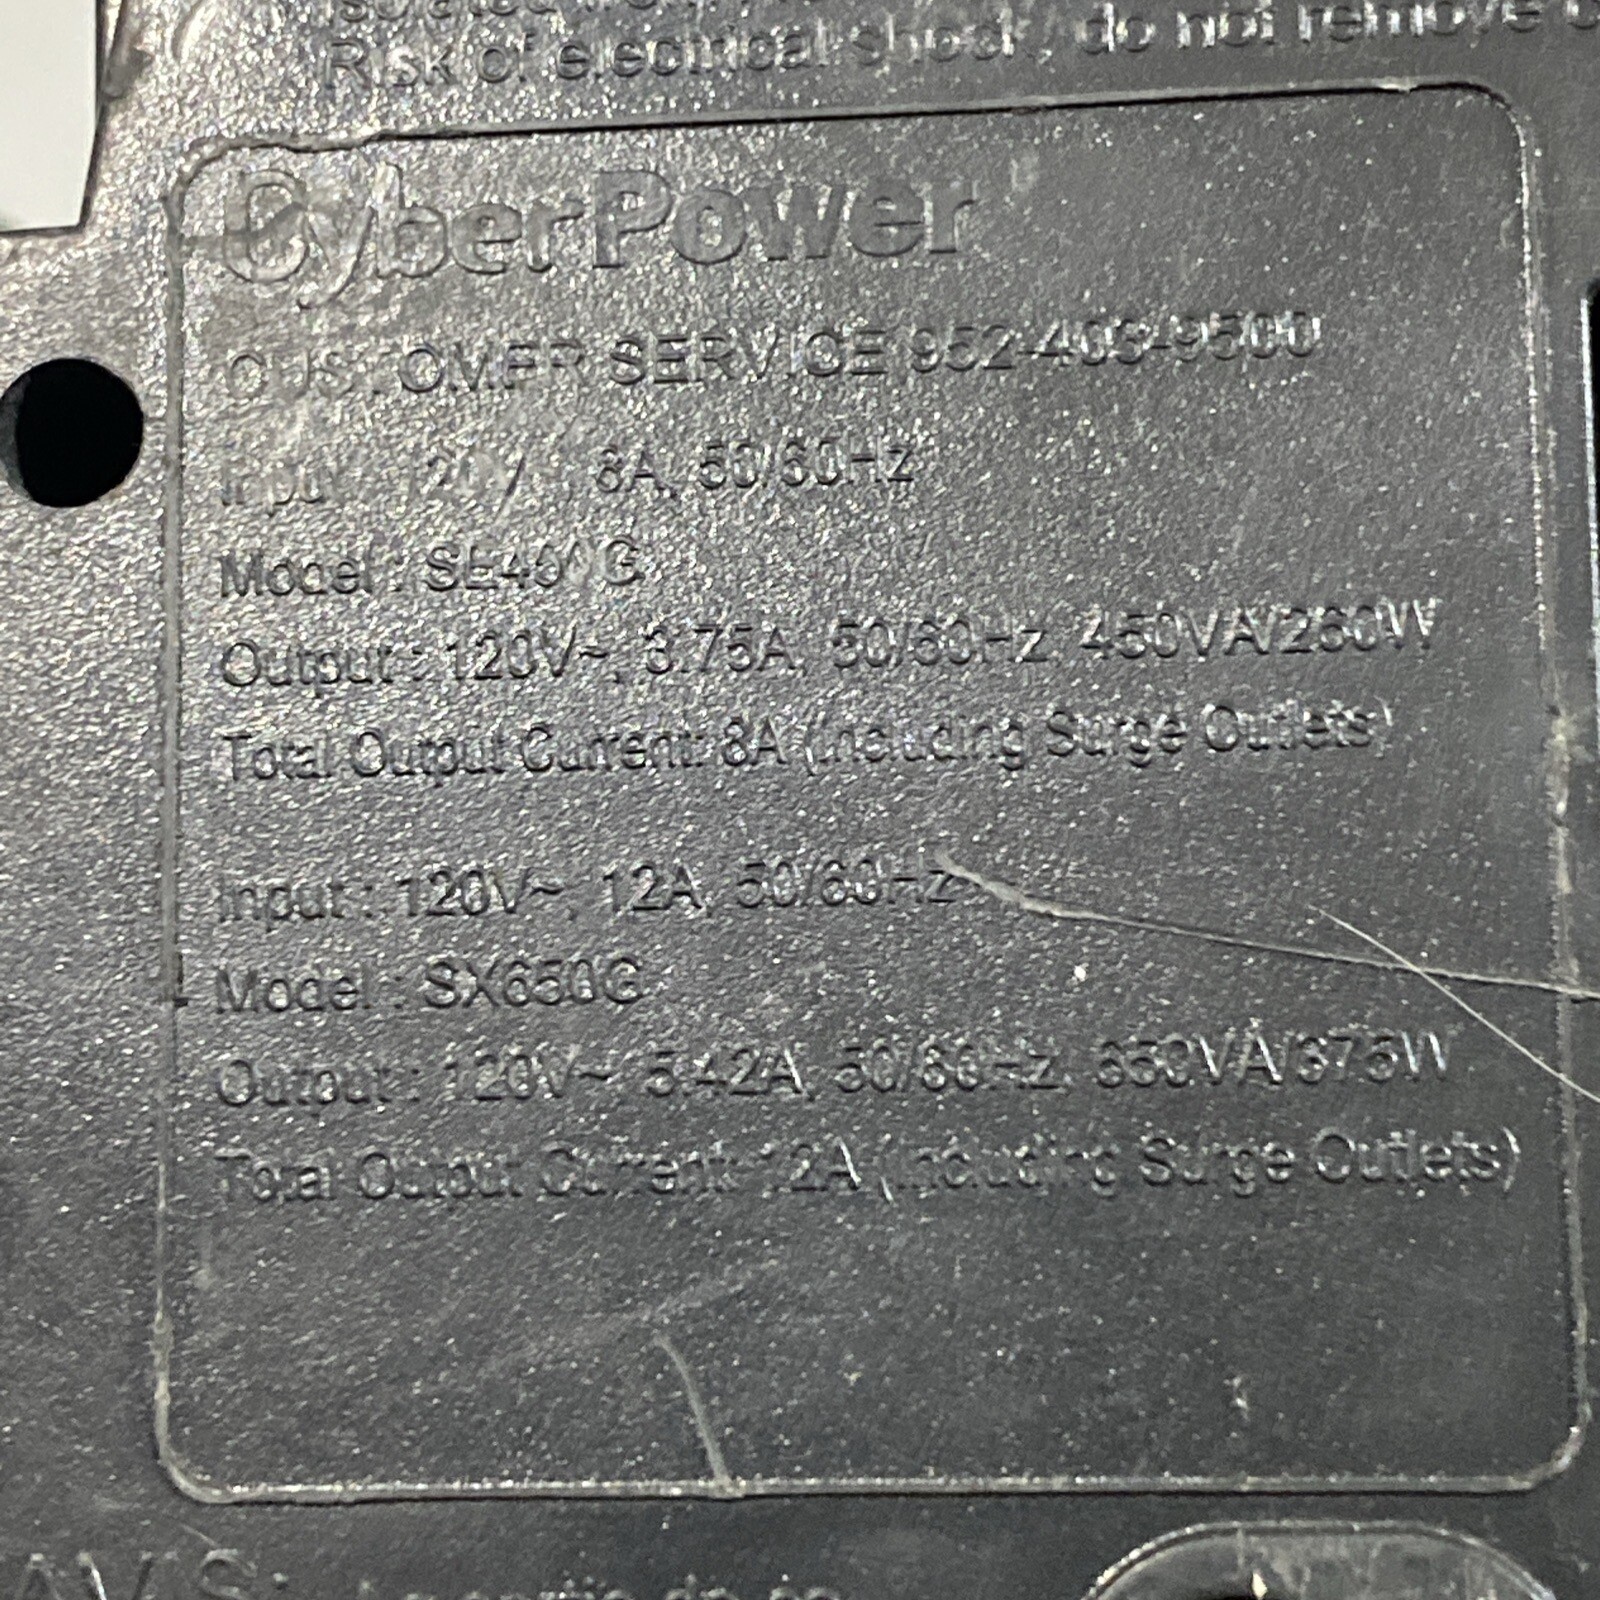 Risk of electrical shock, do not remove
CyberPower
CUSTOMER SERVICE 952-403-9500
Input 120V 8A, 50/60Hz
Model : SE450G
Output : 120V~, 3.75A, 50/60Hz, 450VA/260W
Total Output Current: 8A (Including Surge Outlets)
Input : 120V~, 12A, 50/60Hz
Model : SX650G
Output : 120V~, 5.42A, 50/60Hz, 650VA/375W
Total Output Current: 12A (Including Surge Outlets)